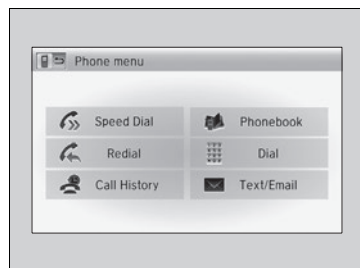 Phone menu
Speed Dial Phonebook
Redial Dial
Call History Text/Email